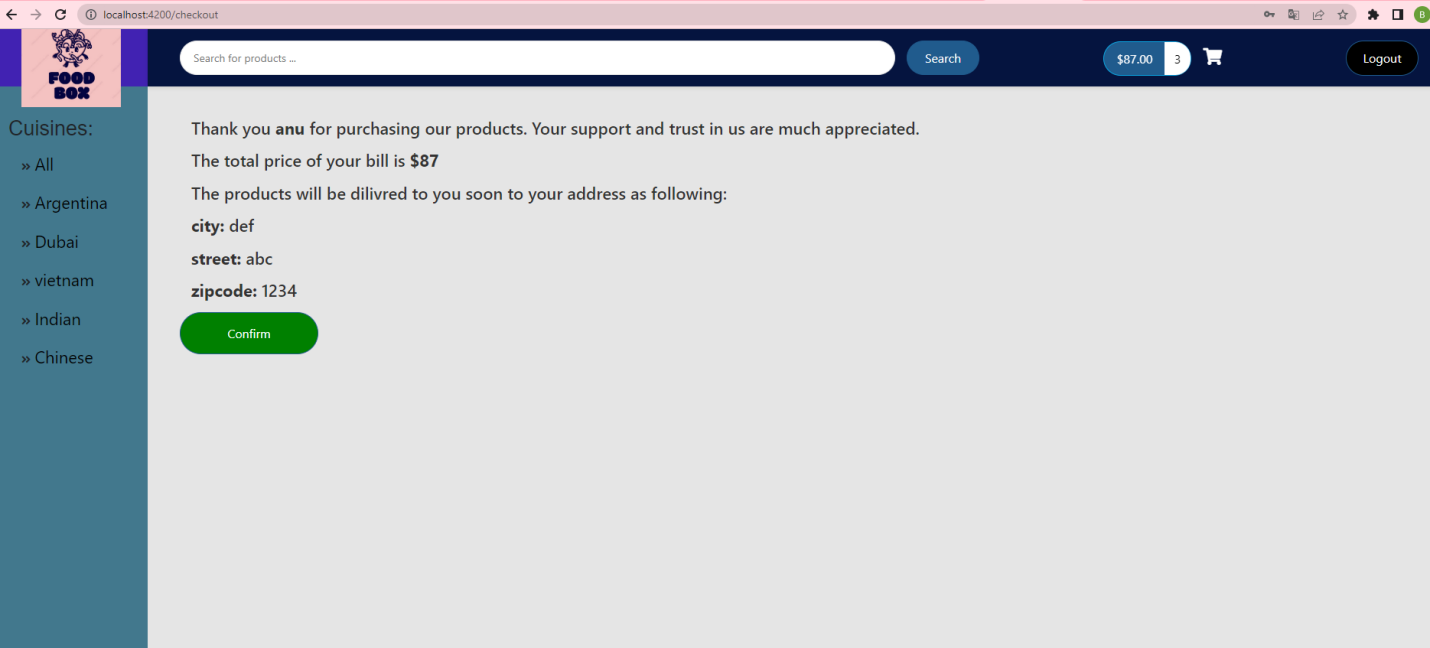 localhost:4200/checkout
B
FOOD
BOX
Search for products ...
Search
$87.00
3
Logout
Cuisines:
» All
» Argentina
» Dubai
» vietnam
» Indian
» Chinese
Thank you anu for purchasing our products. Your support and trust in us are much appreciated.
The total price of your bill is $87
The products will be dilivred to you soon to your address as following:
city: def
street: abc
zipcode: 1234
Confirm